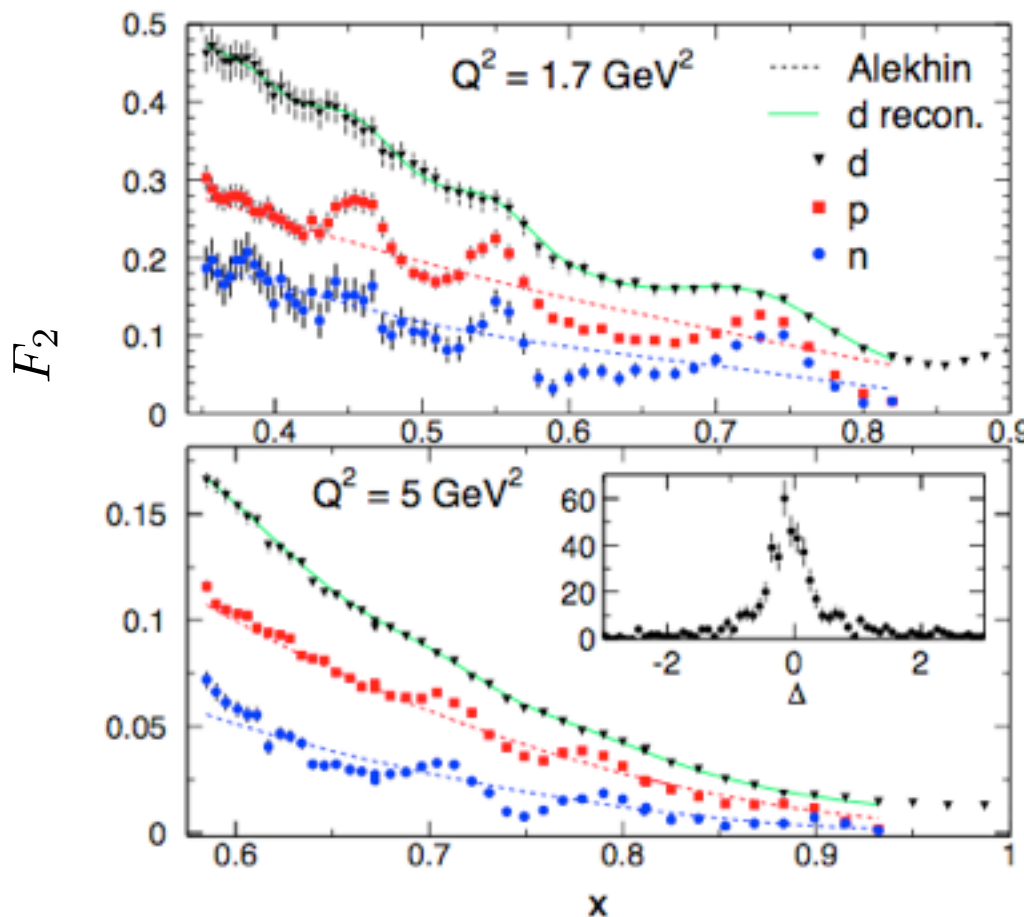 F₂
0.5
0.4
0.3
0.2
0.1
0
Q² = 1.7 GeV²
Alekhin
d recon.
d
p
n
0.4 0.5 0.6 0.7 0.8 0.9
0.15
0.1
0.05
0
Q² = 5 GeV²
60
40
20
0
-2 0 2
Δ
0.6 0.7 0.8 0.9 1
x